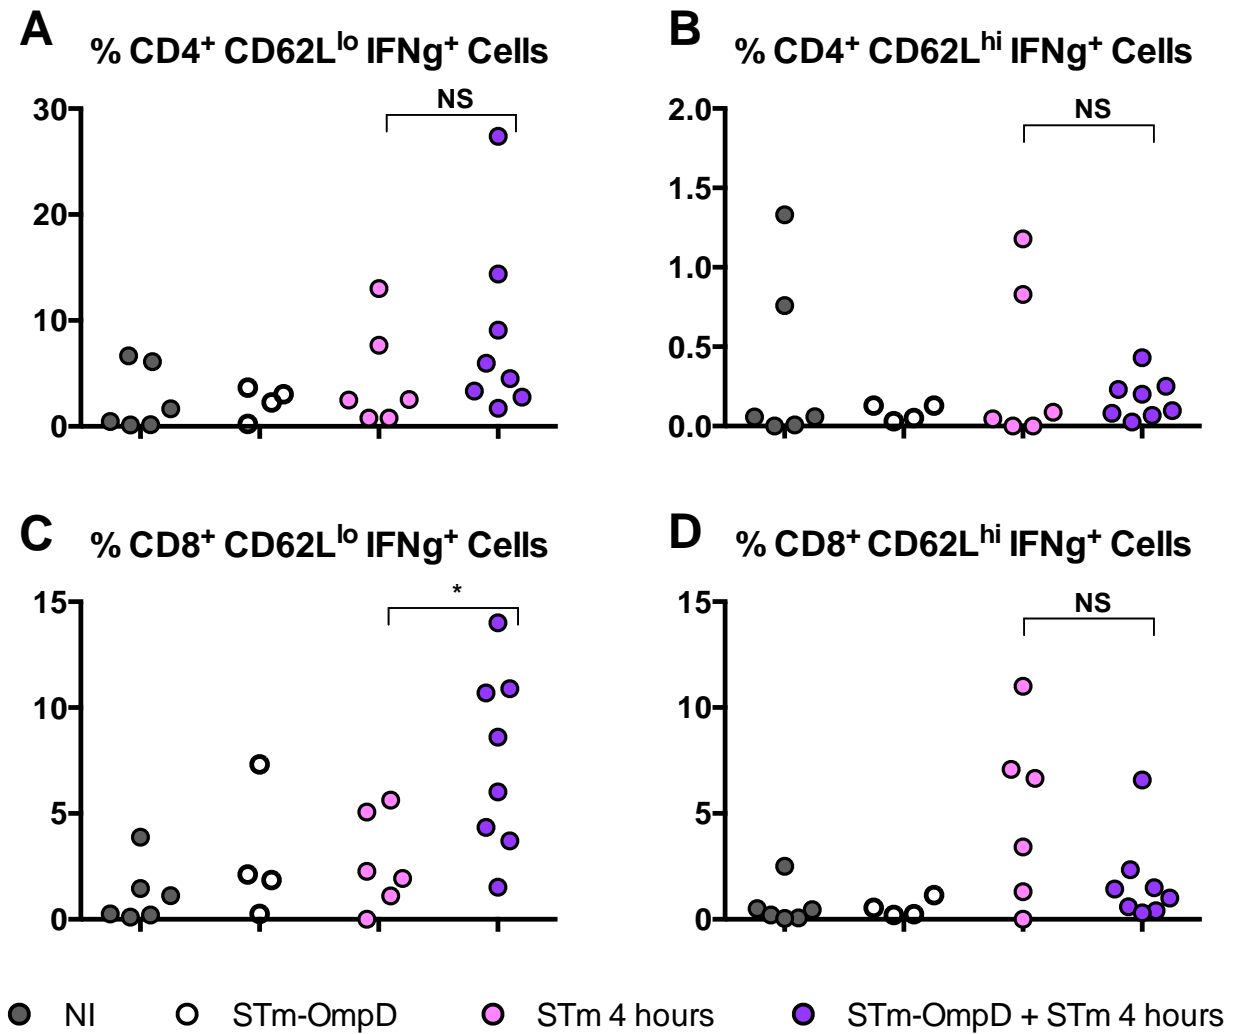 A
% CD4⁺ CD62Lˡᵒ IFNg⁺ Cells
NS
30
20
10
0
B
% CD4⁺ CD62Lʰⁱ IFNg⁺ Cells
NS
2.0
1.5
1.0
0.5
0.0
C
% CD8⁺ CD62Lˡᵒ IFNg⁺ Cells
*
15
10
5
0
D
% CD8⁺ CD62Lʰⁱ IFNg⁺ Cells
NS
15
10
5
0
NI STm-OmpD STm 4 hours STm-OmpD + STm 4 hours